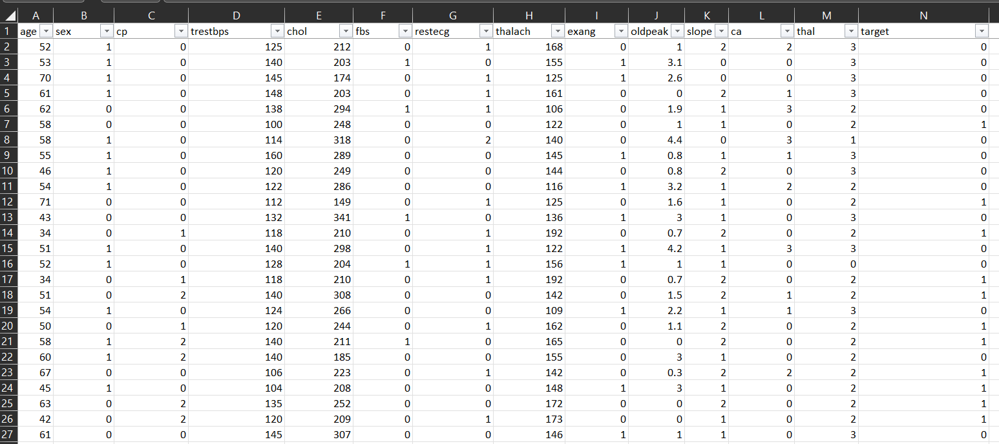 A B C D E F G H I J K L M N
1 age sex cp trestbps chol fbs restecg thalach exang oldpeak slope ca thal target
2 52 1 0 125 212 0 1 168 0 1 2 2 3 0
3 53 1 0 140 203 1 0 155 1 3.1 0 0 3 0
4 70 1 0 145 174 0 1 125 1 2.6 0 0 3 0
5 61 1 0 148 203 0 1 161 0 0 2 1 3 0
6 62 0 0 138 294 1 1 106 0 1.9 1 3 2 0
7 58 0 0 100 248 0 0 122 0 1 1 0 2 1
8 58 1 0 114 318 0 2 140 0 4.4 0 3 1 0
9 55 1 0 160 289 0 0 145 1 0.8 1 1 3 0
10 46 1 0 120 249 0 0 144 0 0.8 2 0 3 0
11 54 1 0 122 286 0 0 116 1 3.2 1 2 2 0
12 71 0 0 112 149 0 1 125 0 1.6 1 0 2 1
13 43 0 0 132 341 1 0 136 1 3 1 0 3 0
14 34 0 1 118 210 0 1 192 0 0.7 2 0 2 1
15 51 1 0 140 298 0 1 122 1 4.2 1 3 3 0
16 52 1 0 128 204 1 1 156 1 1 1 0 0 0
17 34 0 1 118 210 0 1 192 0 0.7 2 0 2 1
18 51 0 2 140 308 0 0 142 0 1.5 2 1 2 1
19 54 1 0 124 266 0 0 109 1 2.2 1 1 3 0
20 50 0 1 120 244 0 1 162 0 1.1 2 0 2 1
21 58 1 2 140 211 1 0 165 0 0 2 0 2 1
22 60 1 2 140 185 0 0 155 0 3 1 0 2 0
23 67 0 0 106 223 0 1 142 0 0.3 2 2 2 1
24 45 1 0 104 208 0 0 148 1 3 1 0 2 1
25 63 0 2 135 252 0 0 172 0 0 2 0 2 1
26 42 0 2 120 209 0 1 173 0 0 1 0 2 1
27 61 0 0 145 307 0 0 146 1 1 1 0 3 0